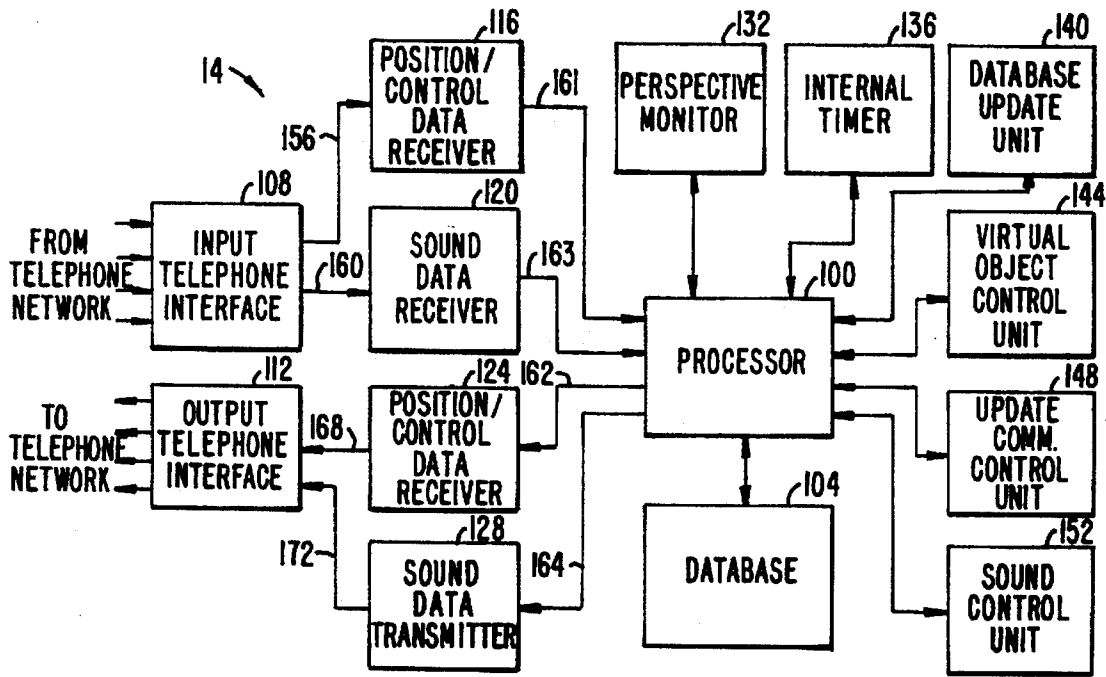 14
116
POSITION/
CONTROL
DATA
RECEIVER
161
132
PERSPECTIVE
MONITOR
136
INTERNAL
TIMER
140
DATABASE
UPDATE
UNIT
156
108
INPUT
TELEPHONE
INTERFACE
FROM
TELEPHONE
NETWORK
160
120
SOUND
DATA
RECEIVER
163
144
VIRTUAL
OBJECT
CONTROL
UNIT
100
PROCESSOR
112
OUTPUT
TELEPHONE
INTERFACE
TO
TELEPHONE
NETWORK
168
124
POSITION/
CONTROL
DATA
RECEIVER
162
148
UPDATE
COMM.
CONTROL
UNIT
104
DATABASE
172
128
SOUND
DATA
TRANSMITTER
164
152
SOUND
CONTROL
UNIT